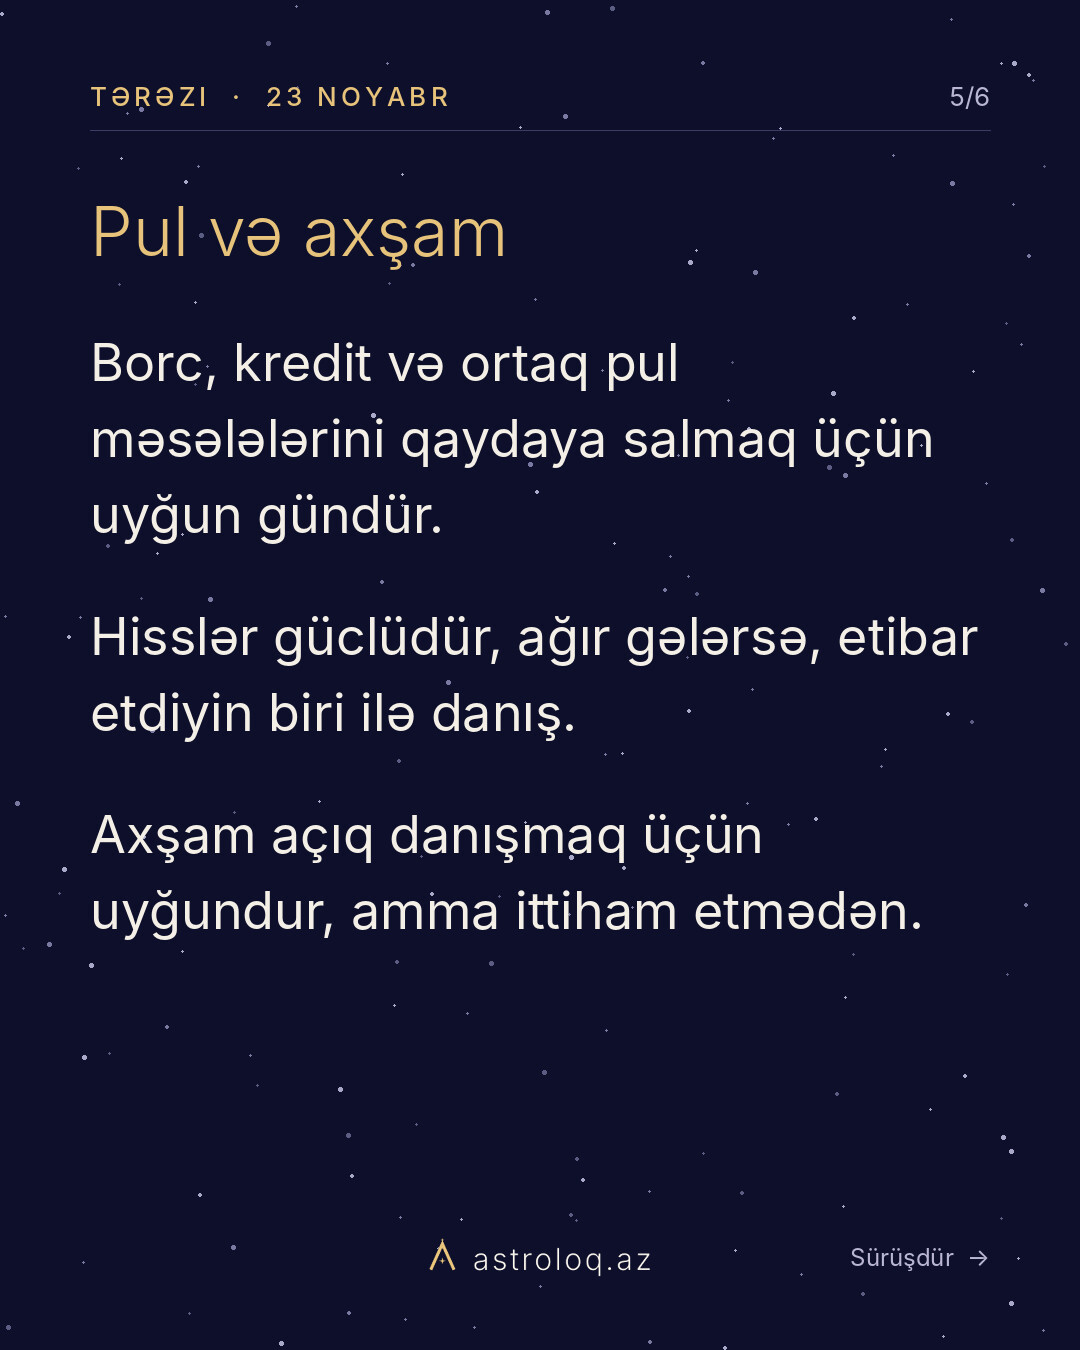 TƏRƏZI · 23 NOYABR
5/6
Pul və axşam
Borc, kredit və ortaq pul
məsələlərini qaydaya salmaq üçün
uyğun gündür.
Hisslər güclüdür, ağır gələrsə, etibar
etdiyin biri ilə danış.
Axşam açıq danışmaq üçün
uyğundur, amma ittiham etmədən.
astroloq.az
Sürüşdür →